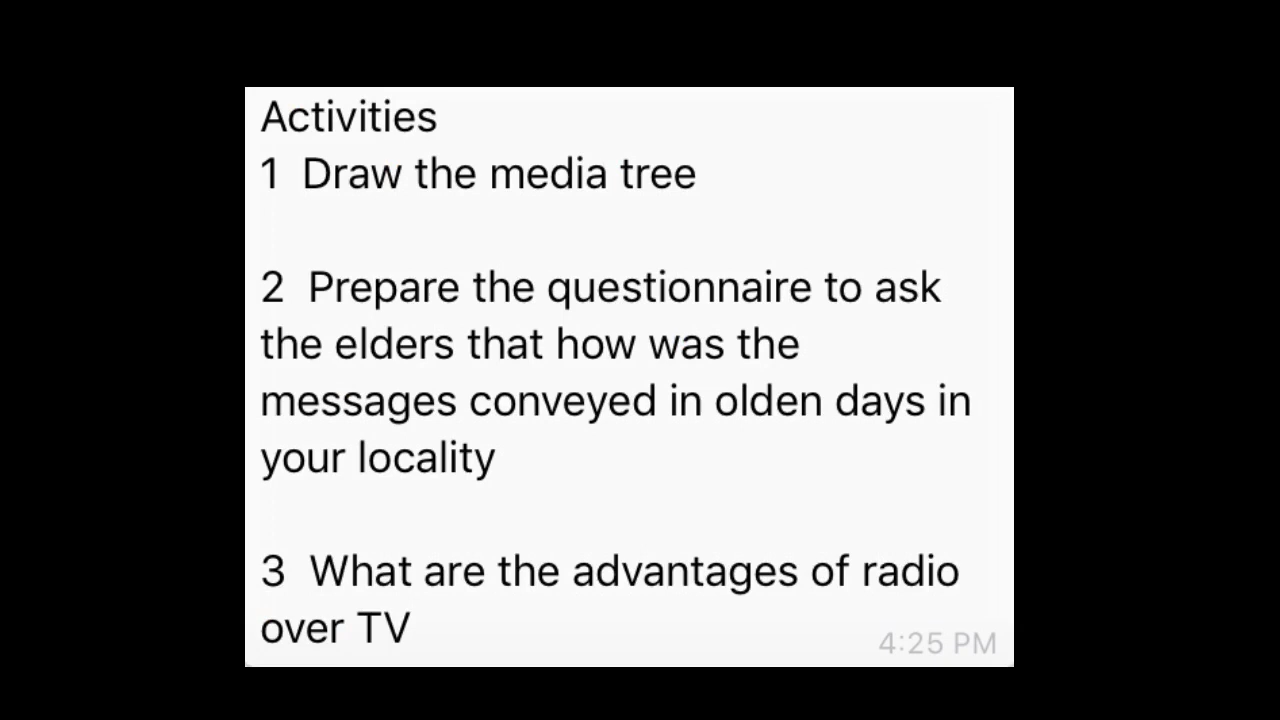 Activities
1  Draw the media tree
2  Prepare the questionnaire to ask
the elders that how was the
messages conveyed in olden days in
your locality
3  What are the advantages of radio
over TV
4:25 PM